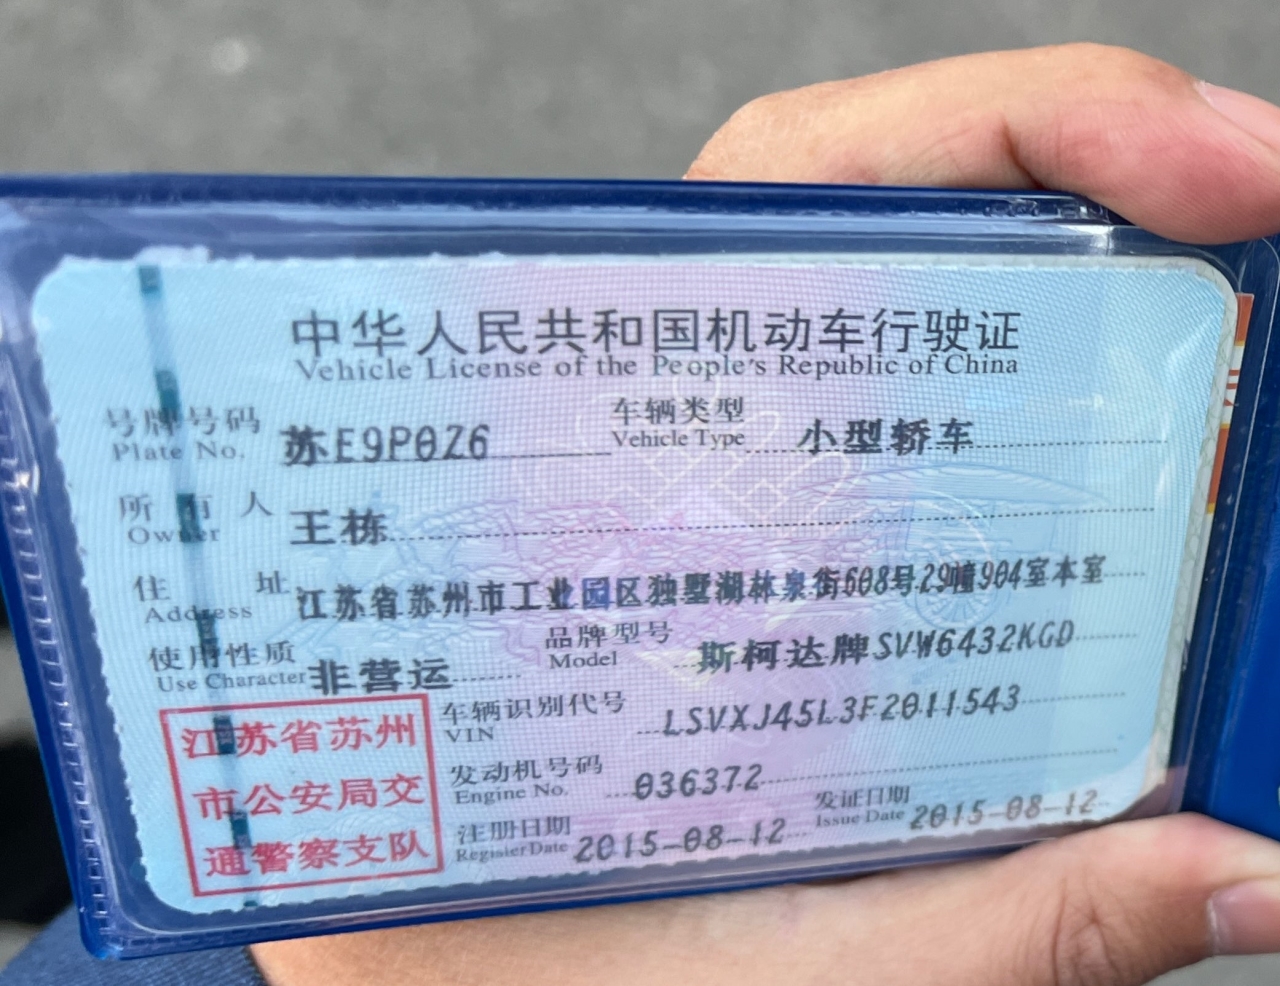 中华人民共和国机动车行驶证
Vehicle License of the People's Republic of China
号牌号码 苏E9P0Z6 车辆类型 小型轿车
Plate No. Vehicle Type
所有人 王栋
Owner
住址 江苏省苏州市工业园区独墅湖林泉街608号29幢904室本室
Address
使用性质 非营运 品牌型号 斯柯达牌SVW6432KGD
Use Character Model
江苏省苏州
市公安局交
通警察支队
车辆识别代号 LSVXJ45L3F2011543
VIN
发动机号码 036372
Engine No.
注册日期 2015-08-12 发证日期 2015-08-12
Register Date Issue Date